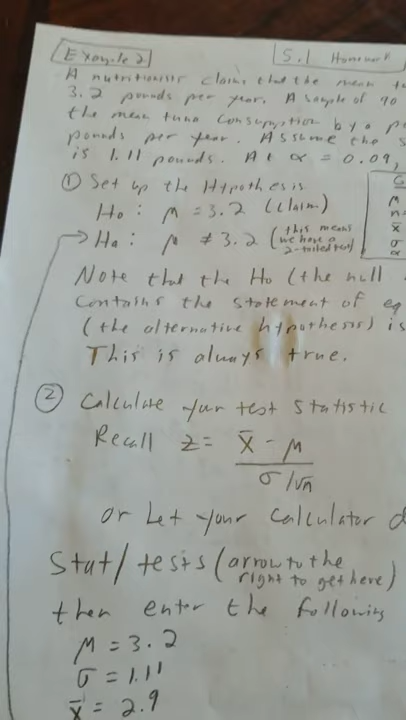 Example 2
5.1 Homework
A nutritionist claims that the mean tu
3.2 pounds per year. A sample of 90
the mean tuna consumption by a pe
pounds per year. Assume the s
is 1.11 pounds. At α = 0.09,
① Set up the Hypothesis
Ho: μ = 3.2 (claim)
Ha: μ ≠ 3.2 (this means we have a 2-tailed test)
G
μ
n=
x̄
σ
α
Note that the Ho (the null
contains the statement of eq
(the alternative hypothesis) is
This is always true.
② Calculate your test statistic
Recall z = x̄ - μ
σ/√n
or Let your calculator d
Stat/tests (arrow to the right to get here)
then enter the following
μ = 3.2
σ = 1.11
x̄ = 2.9